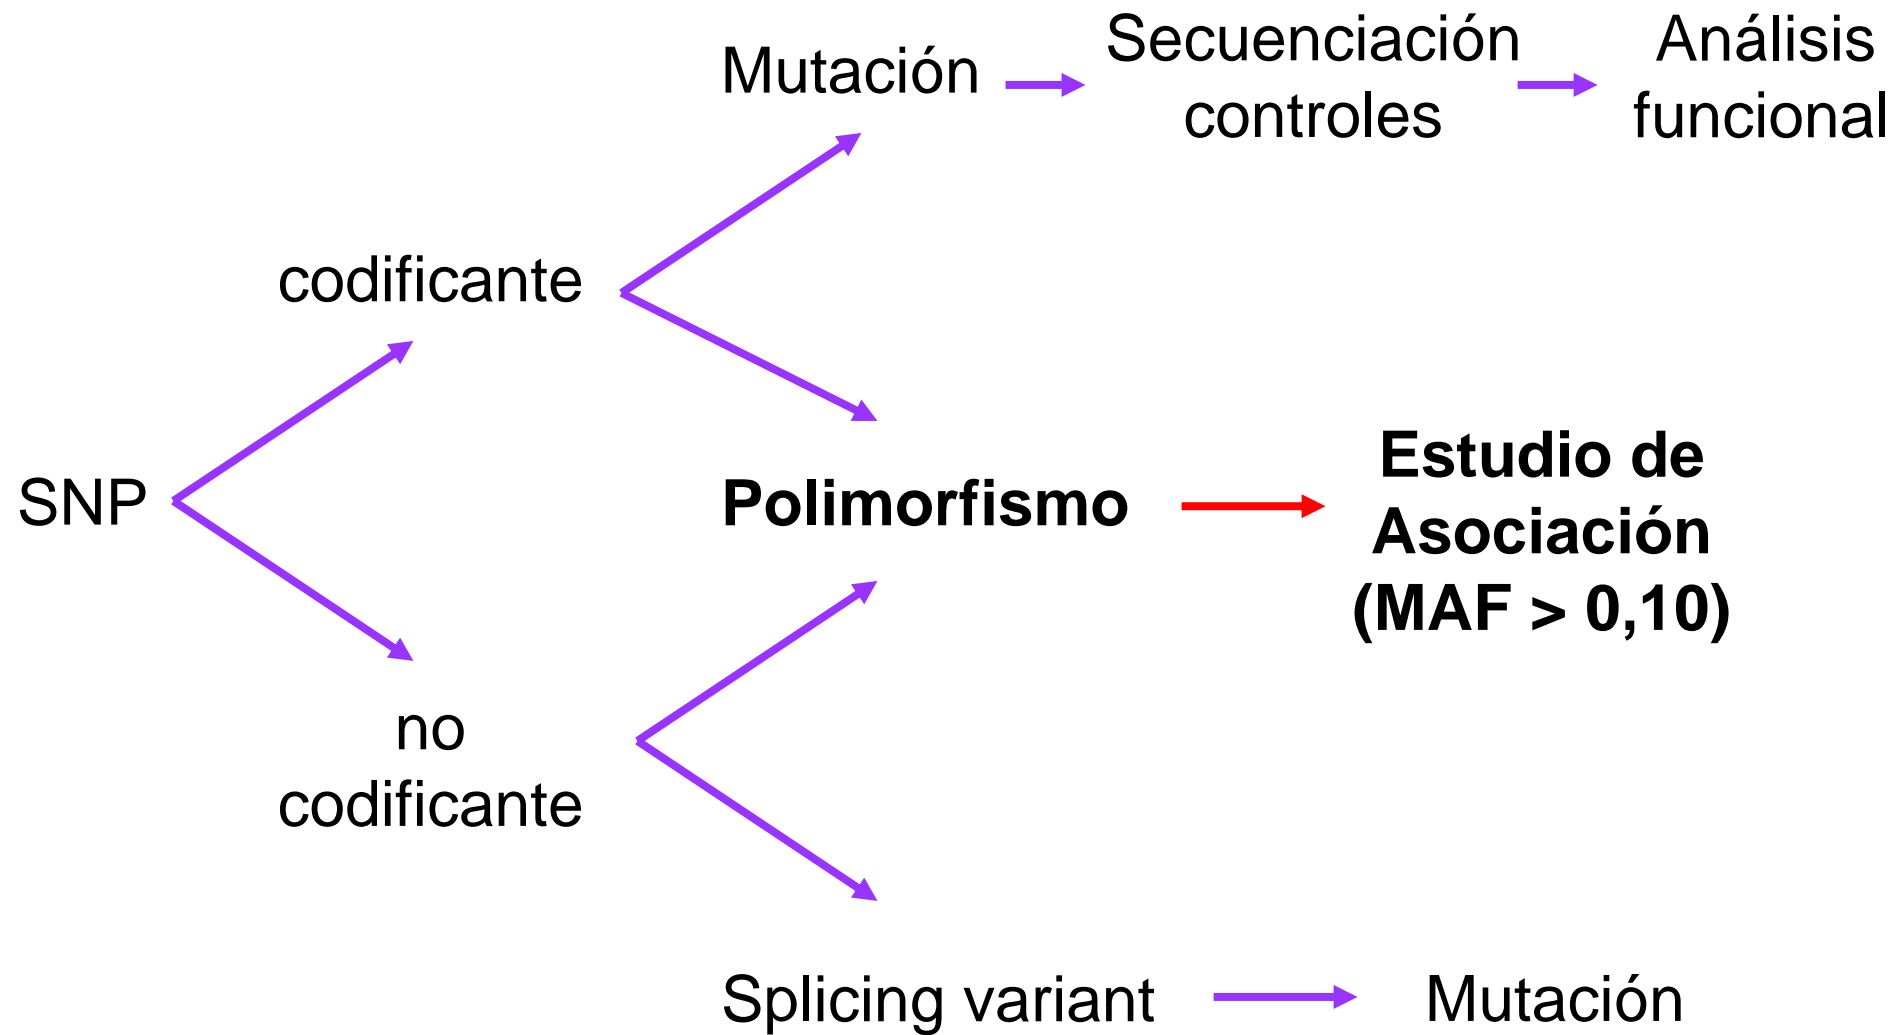 Mutación
Secuenciación
controles
Análisis
funcional
codificante
SNP
Polimorfismo
Estudio de
Asociación
(MAF > 0,10)
no
codificante
Splicing variant
Mutación